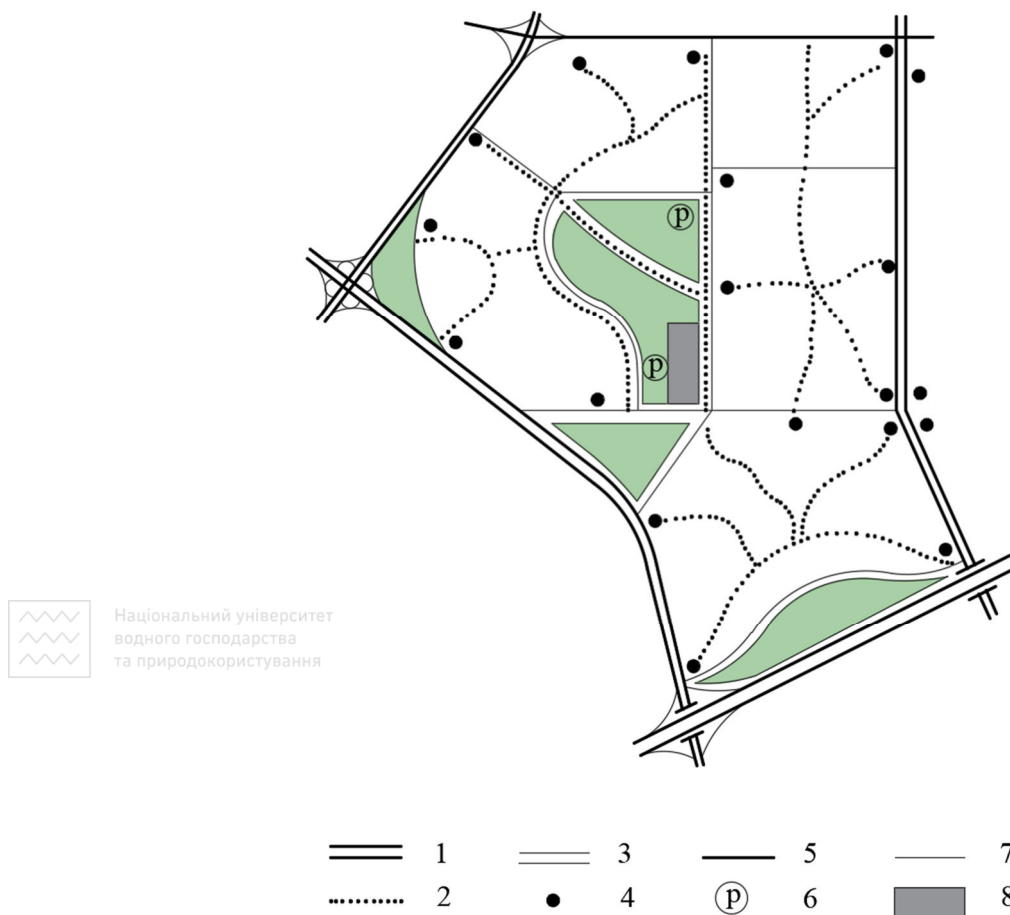 p
p
Національний університет
водного господарства
та природокористування
1 3 5 7
2 4 p 6 8